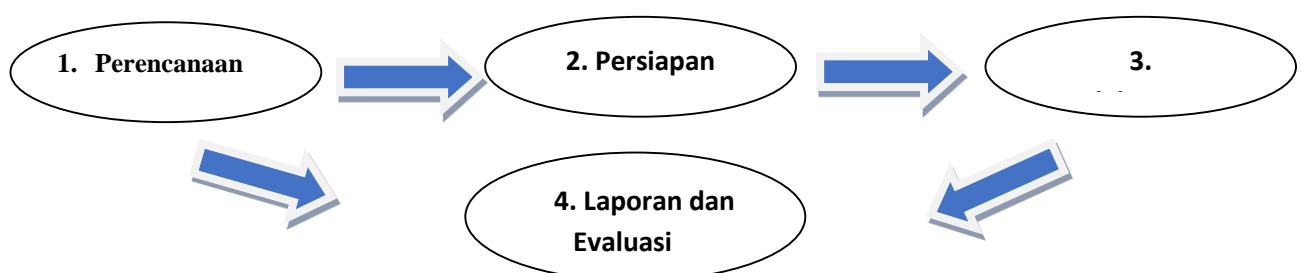 1. Perencanaan
2. Persiapan
3.
4. Laporan dan
Evaluasi